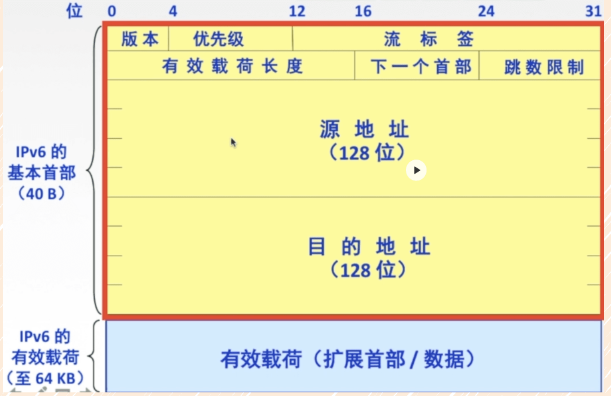 位 0 4 12 16 24 31
版本 优先级 流标签
有效载荷长度 下一个首部 跳数限制
源地址
（128 位）
IPv6 的
基本首部
（40 B）
目的地址
（128 位）
IPv6 的
有效载荷
（至 64 KB）
有效载荷（扩展首部 / 数据）